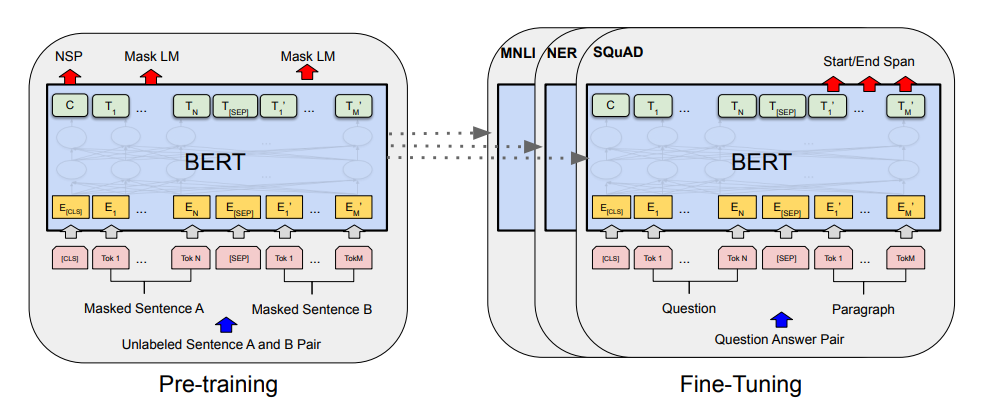 NSP Mask LM Mask LM
C T1 ... TN T[SEP] T1' ... TM'
...
...
BERT
E[CLS] E1 ... EN E[SEP] E1' ... EM'
[CLS] Tok 1 ... Tok N [SEP] Tok 1 ... TokM
Masked Sentence A Masked Sentence B
Unlabeled Sentence A and B Pair
Pre-training
MNLI NER SQuAD
Start/End Span
C T1 ... TN T[SEP] T1' ... TM'
...
...
BERT
E[CLS] E1 ... EN E[SEP] E1' ... EM'
[CLS] Tok 1 ... Tok N [SEP] Tok 1 ... TokM
Question Paragraph
Question Answer Pair
Fine-Tuning